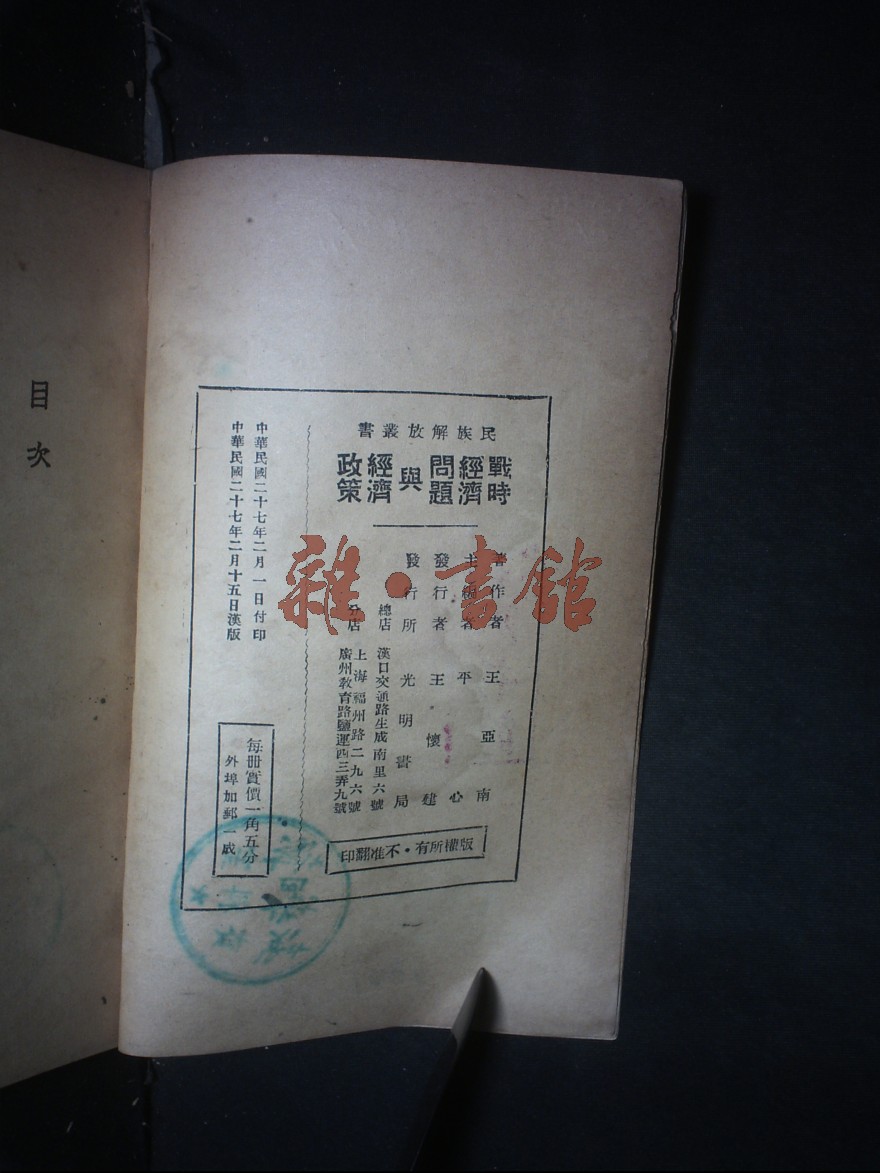 民族解放叢書
戰時經濟問題與經濟政策
著作者 王亞南
主編者 平心
發行者 王懷建
發行所 光明書局
總店 漢口交通路生成南里六號
分店 上海福州路二九六號
廣州教育路鹽運西三弄九號
版權所有・不准翻印
中華民國二十七年二月一日付印
中華民國二十七年二月十五日漢版
每冊實價一角五分
外埠加郵一成
一
目次
雜・書館